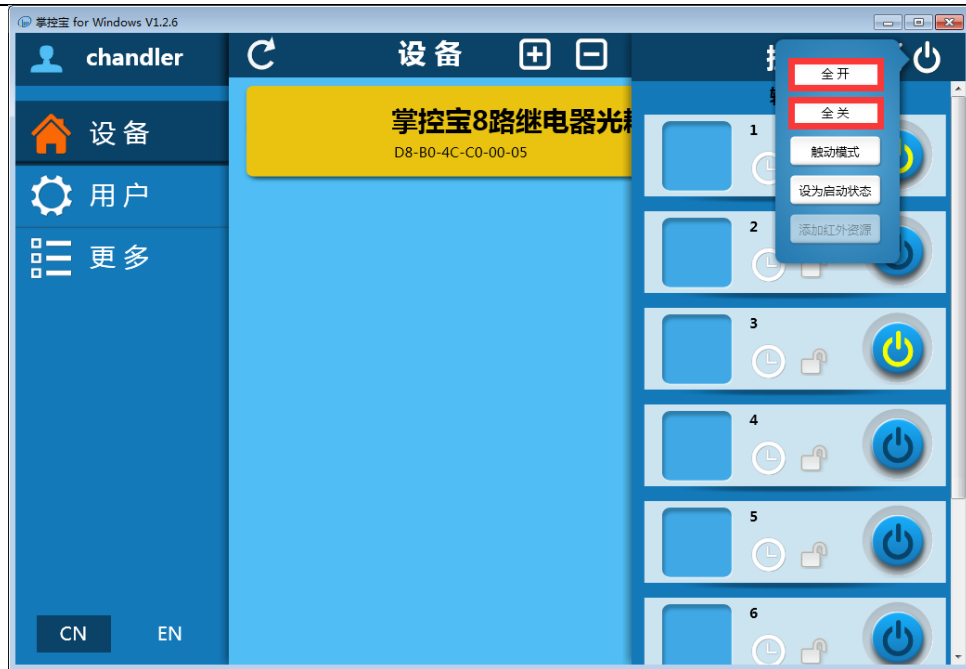 掌控宝 for Windows V1.2.6
chandler
设备
用户
更多
CN
EN
设备
掌控宝8路继电器光
D8-B0-4C-C0-00-05
全开
全关
触动模式
设为启动状态
添加红外资源
1
2
3
4
5
6